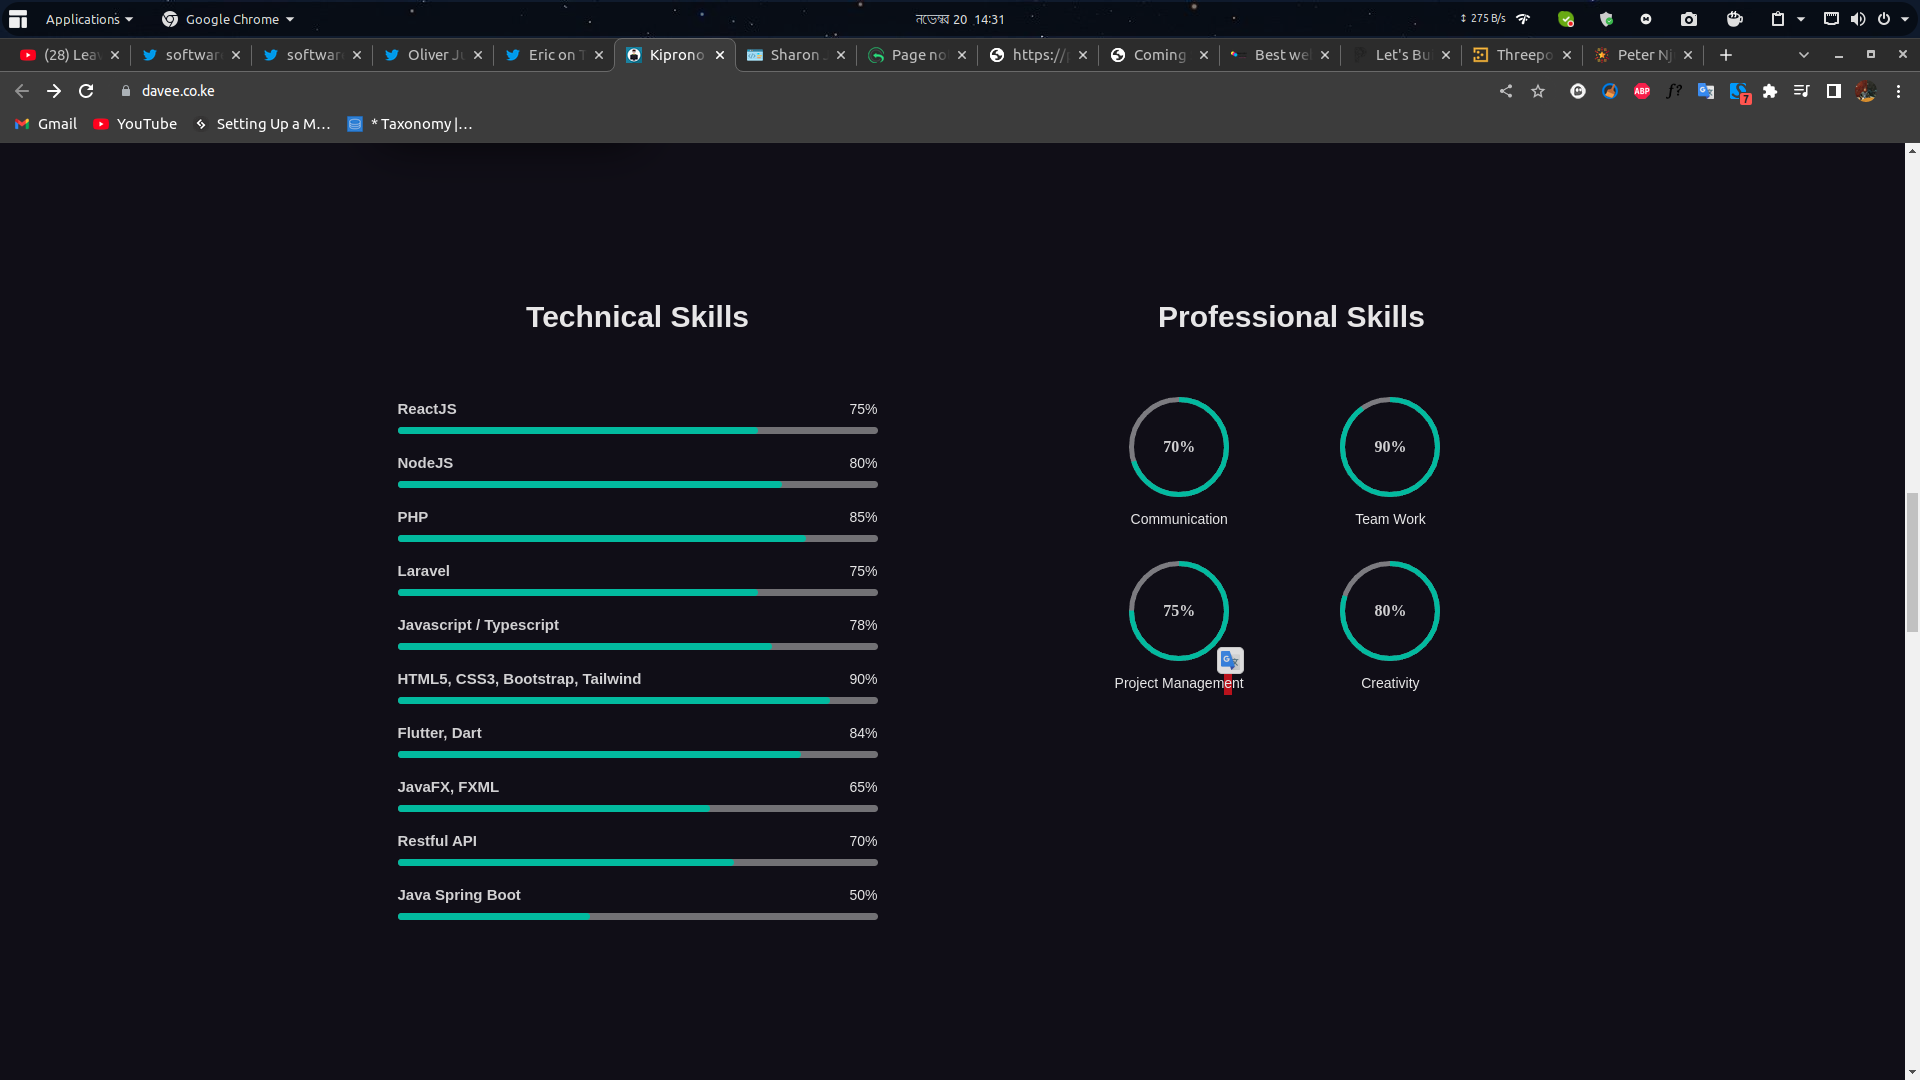 Applications Google Chrome নভেম্বর 20 14:31 275 B/s
(28) Lea softwar softwar Oliver J Eric on T Kiprono Sharon Page no https:// Coming Best we Let's Bu Threepo Peter Nj
davee.co.ke ABP f? 7
Gmail YouTube Setting Up a M... * Taxonomy |...
Technical Skills
ReactJS 75%
NodeJS 80%
PHP 85%
Laravel 75%
Javascript / Typescript 78%
HTML5, CSS3, Bootstrap, Tailwind 90%
Flutter, Dart 84%
JavaFX, FXML 65%
Restful API 70%
Java Spring Boot 50%
Professional Skills
70% 90%
Communication Team Work
75% 80%
Project Management Creativity